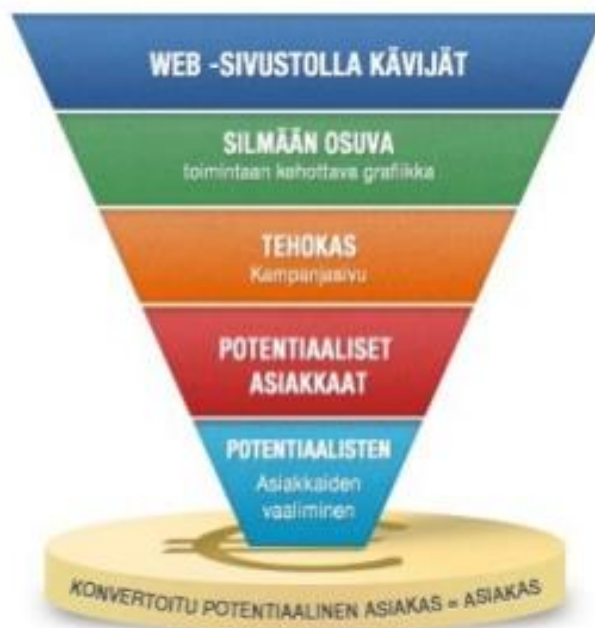 WEB -SIVUSTOLLA KÄVIJÄT
SILMÄÄN OSUVA
toimintaan kehottava grafiikka
TEHOKAS
Kampanjasivu
POTENTIAALISET
ASIAKKAAT
POTENTIAALISTEN
Asiakkaiden
vaaliminen
KONVERTOITU POTENTIAALINEN ASIAKAS = ASIAKAS